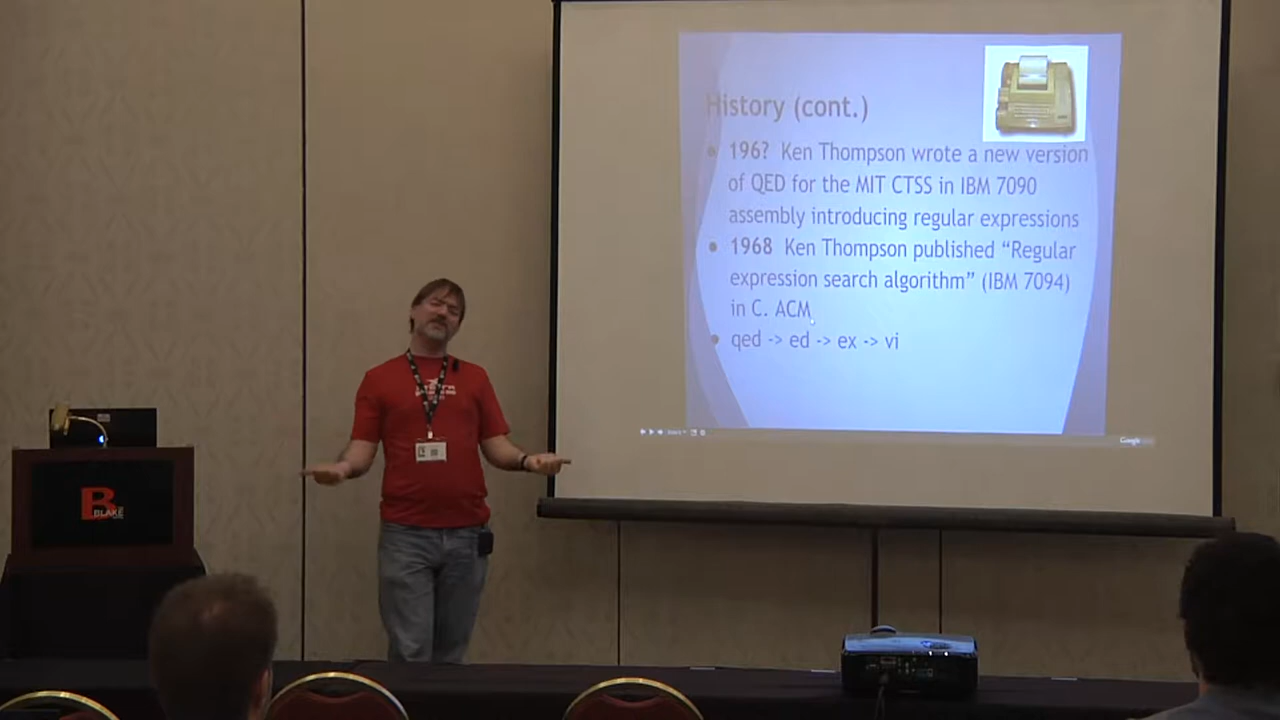 History (cont.)
196? Ken Thompson wrote a new version
of QED for the MIT CTSS in IBM 7090
assembly introducing regular expressions
1968 Ken Thompson published “Regular
expression search algorithm” (IBM 7094)
in C. ACM
qed -> ed -> ex -> vi
Google
B
BLAKE